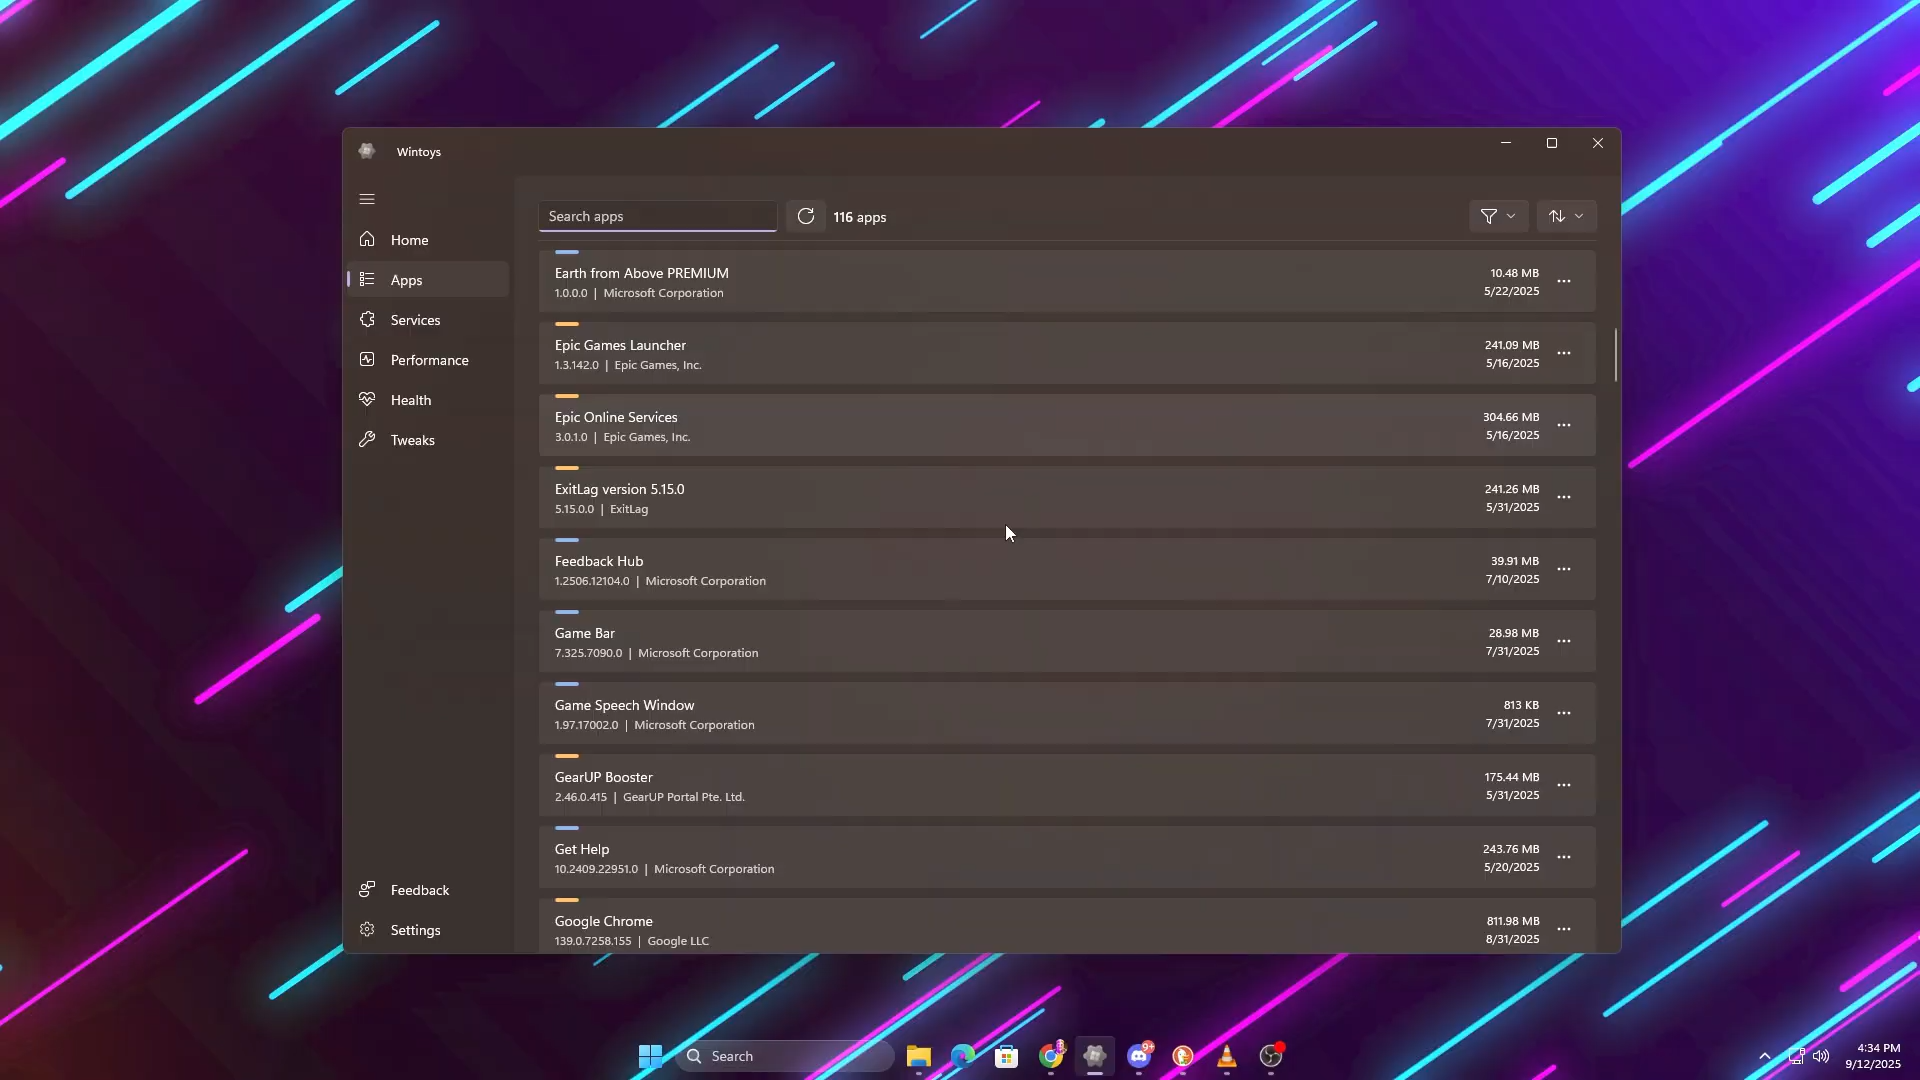 Wintoys
Search apps
116 apps
Home
Apps
Services
Performance
Health
Tweaks
Feedback
Settings
Earth from Above PREMIUM
10.48 MB
1.0.0.0 | Microsoft Corporation
5/22/2025
Epic Games Launcher
241.09 MB
1.3.142.0 | Epic Games, Inc.
5/16/2025
Epic Online Services
304.66 MB
3.0.1.0 | Epic Games, Inc.
5/16/2025
ExitLag version 5.15.0
241.26 MB
5.15.0.0 | ExitLag
5/31/2025
Feedback Hub
39.91 MB
1.2506.12104.0 | Microsoft Corporation
7/10/2025
Game Bar
28.98 MB
7.325.7090.0 | Microsoft Corporation
7/31/2025
Game Speech Window
813 KB
1.97.17002.0 | Microsoft Corporation
7/31/2025
GearUP Booster
175.44 MB
2.46.0.415 | GearUP Portal Pte. Ltd.
5/31/2025
Get Help
243.76 MB
10.2409.22951.0 | Microsoft Corporation
5/20/2025
Google Chrome
811.98 MB
139.0.7258.155 | Google LLC
8/31/2025
Search
9+
4:34 PM
9/12/2025